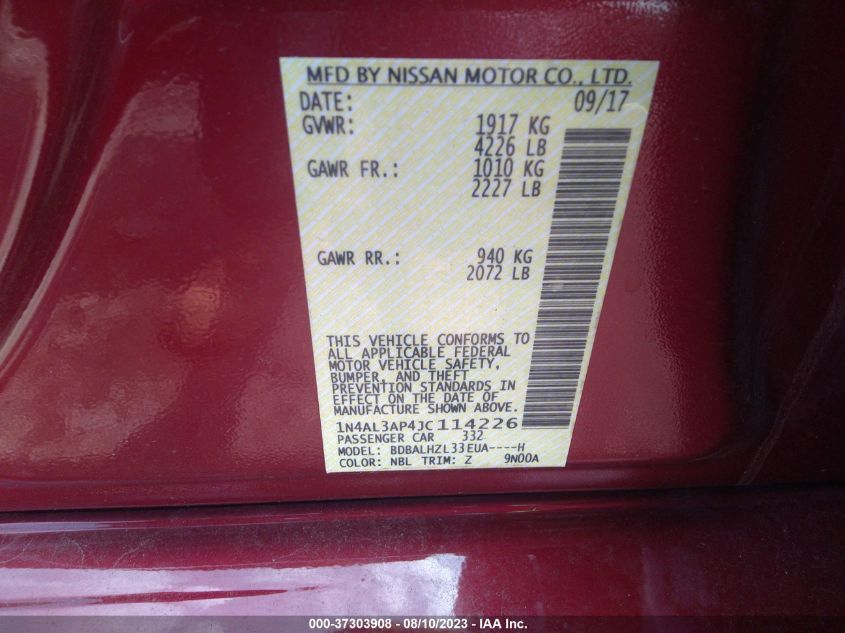 MFD BY NISSAN MOTOR CO., LTD.
DATE: 09/17
GVWR: 1917 KG
4226 LB
GAWR FR.: 1010 KG
2227 LB
GAWR RR.: 940 KG
2072 LB
THIS VEHICLE CONFORMS TO
ALL APPLICABLE FEDERAL
MOTOR VEHICLE SAFETY,
BUMPER, AND THEFT
PREVENTION STANDARDS IN
EFFECT ON THE DATE OF
MANUFACTURE SHOWN ABOVE.
1N4AL3AP4JC114226
PASSENGER CAR 332
MODEL: BDBALHZL33EUA----H
COLOR: NBL TRIM: Z 9N00A
000-37303908 - 08/10/2023 - IAA Inc.